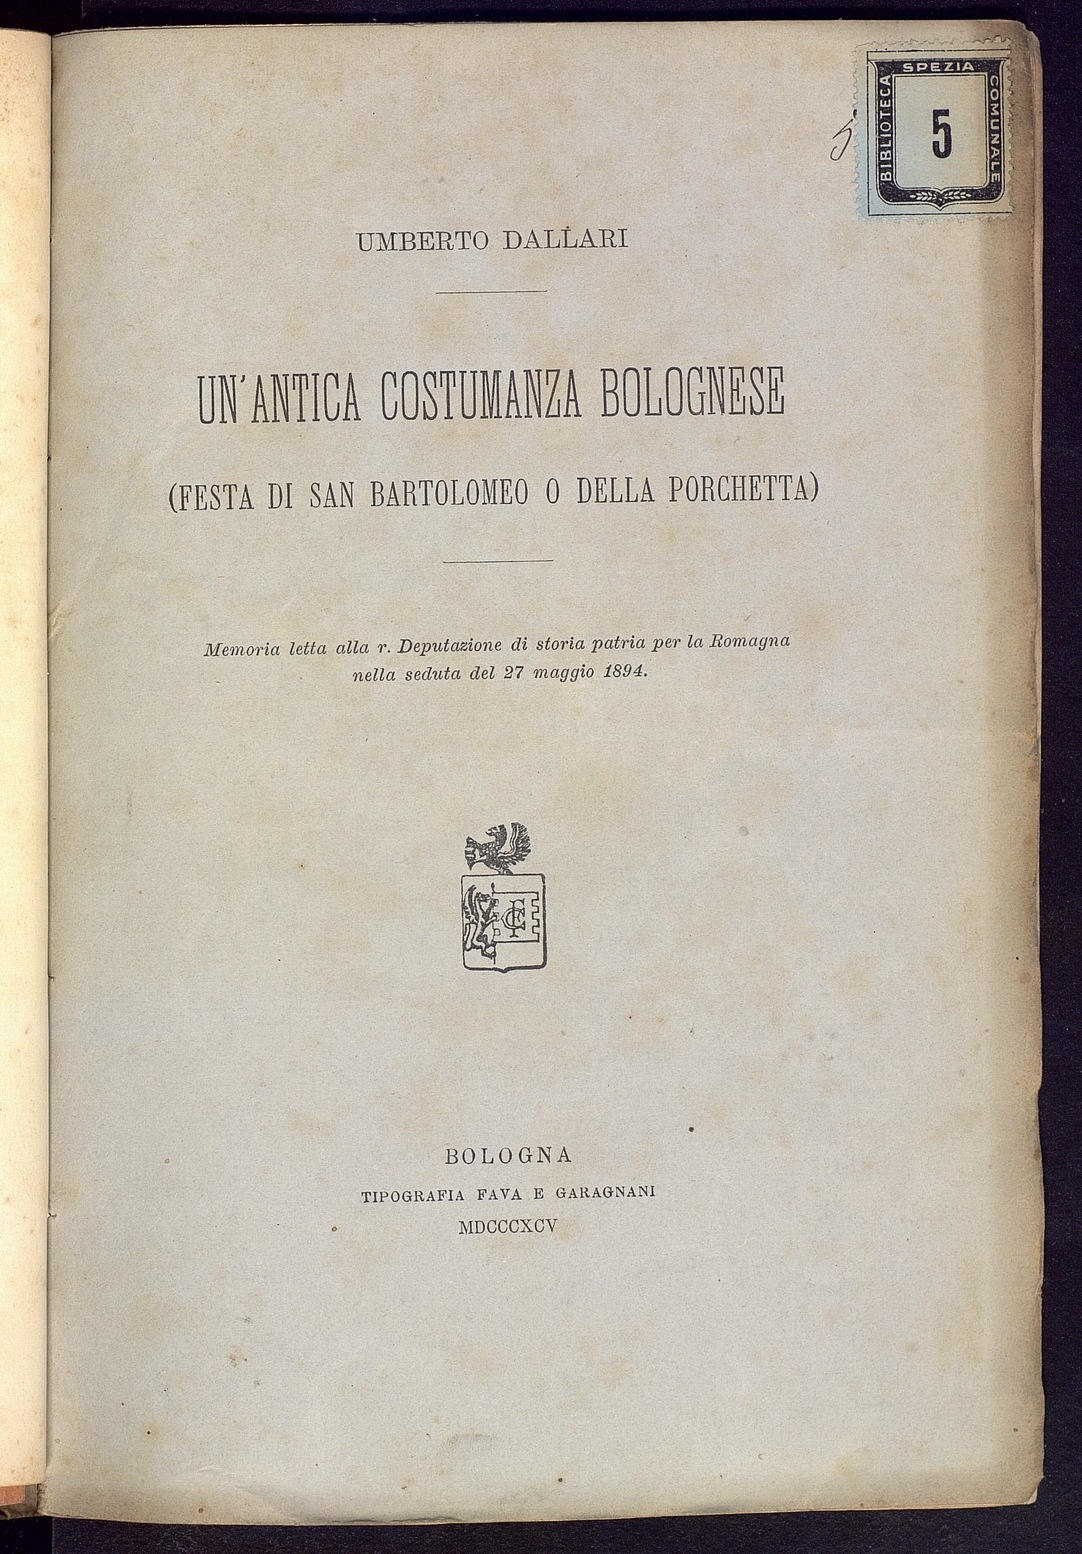 SPEZIA
BIBLIOTECA
COMUNALE
5
5
UMBERTO DALLARI
UN'ANTICA COSTUMANZA BOLOGNESE
(FESTA DI SAN BARTOLOMEO O DELLA PORCHETTA)
Memoria letta alla r. Deputazione di storia patria per la Romagna
nella seduta del 27 maggio 1894.
BOLOGNA
TIPOGRAFIA FAVA E GARAGNANI
MDCCCXCV